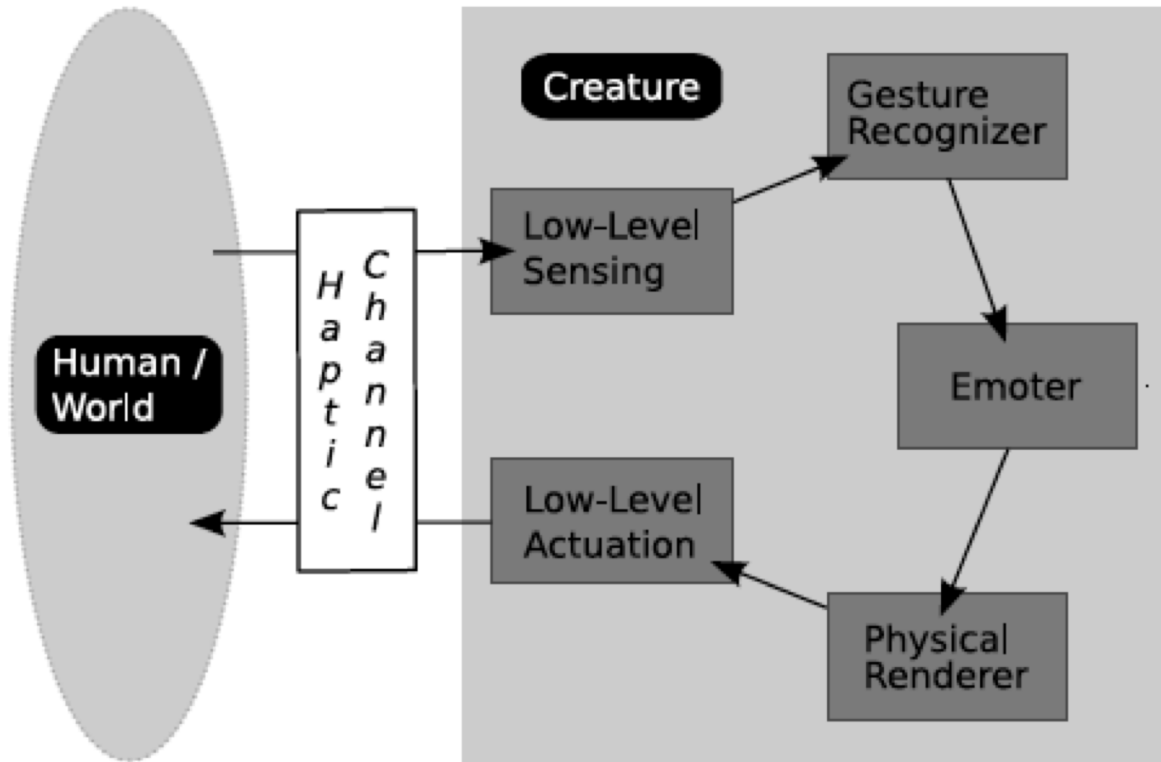 Creature
Gesture
Recognizer
Low-Level
Sensing
Haptic
Channel
Human /
World
Emoter
Low-Level
Actuation
Physical
Renderer